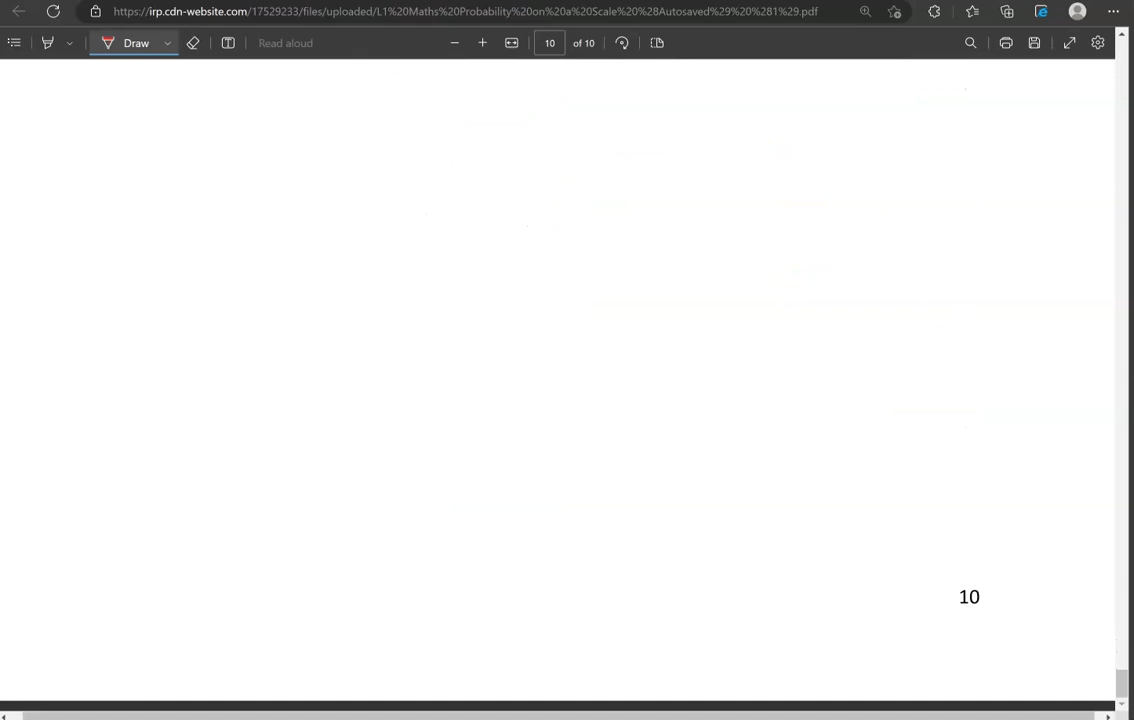 https://irp.cdn-website.com/17529233/files/uploaded/L1%20Maths%20Probability%20on%20a%20Scale%20%28Autosaved%29%20%281%29.pdf
Draw
Read aloud
10
of 10
10